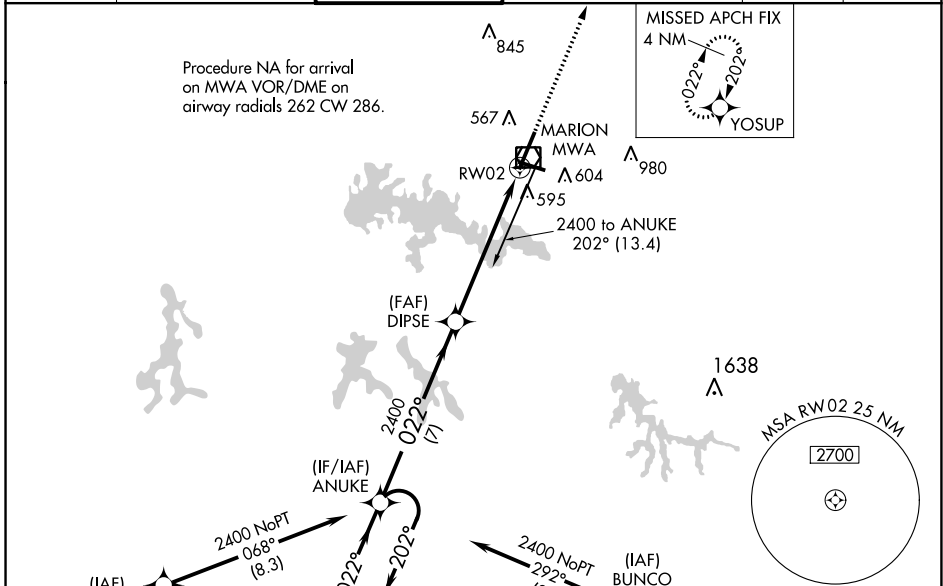 845
Procedure NA for arrival
on MWA VOR/DME on
airway radials 262 CW 286.
MISSED APCH FIX
4 NM
022°
202°
YOSUP
567
MARION
MWA
RW02
604
980
595
2400 to ANUKE
202° (13.4)
(FAF)
DIPSE
1638
2400
022°
(7)
MSA RW02 25 NM
2700
(IF/IAF)
ANUKE
2400 NoPT
068°
(8.3)
022°
202°
2400 NoPT
292°
(IAF)
BUNCO
(IAF)